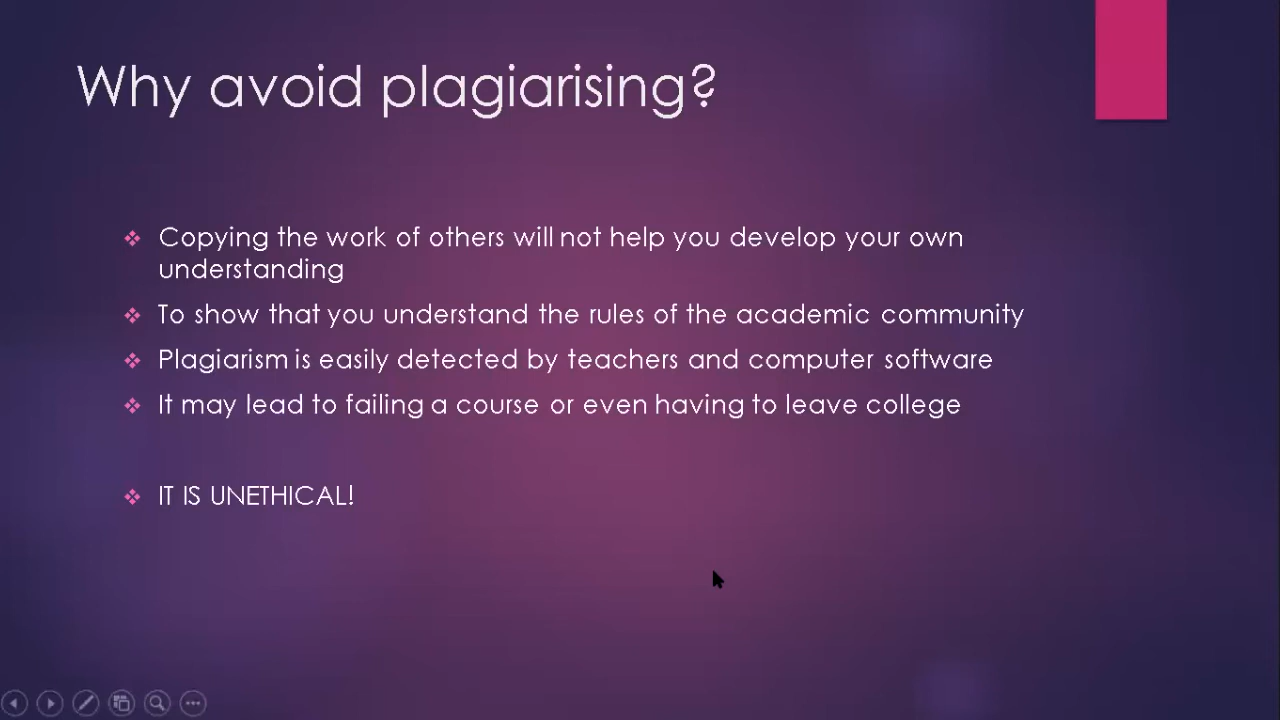 Why avoid plagiarising?
Copying the work of others will not help you develop your own
understanding
To show that you understand the rules of the academic community
Plagiarism is easily detected by teachers and computer software
It may lead to failing a course or even having to leave college
IT IS UNETHICAL!